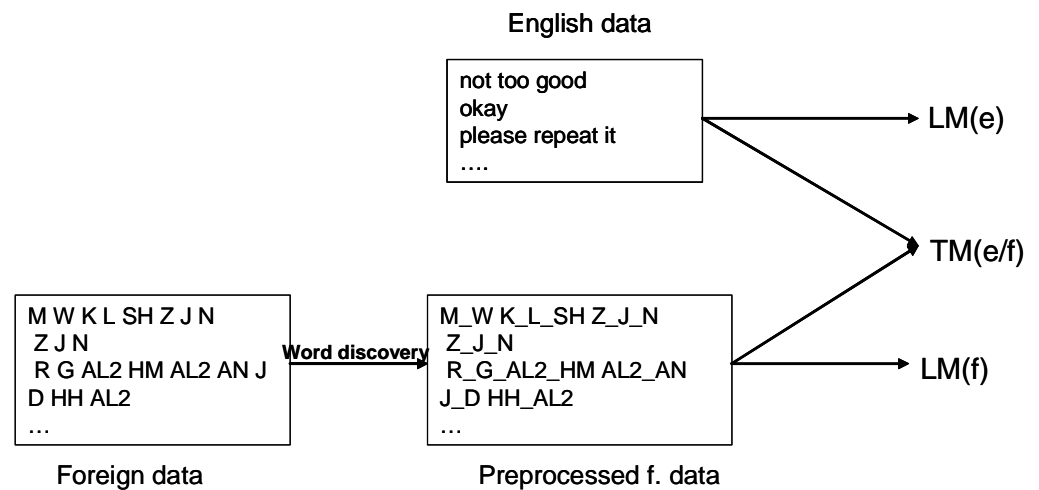 English data
not too good
okay
please repeat it
....
LM(e)
TM(e/f)
M W K L SH Z J N
Z J N
R G AL2 HM AL2 AN J
D HH AL2
...
Word discovery
M_W K_L_SH Z_J_N
Z_J_N
R_G_AL2_HM AL2_AN
J_D HH_AL2
...
LM(f)
Foreign data
Preprocessed f. data